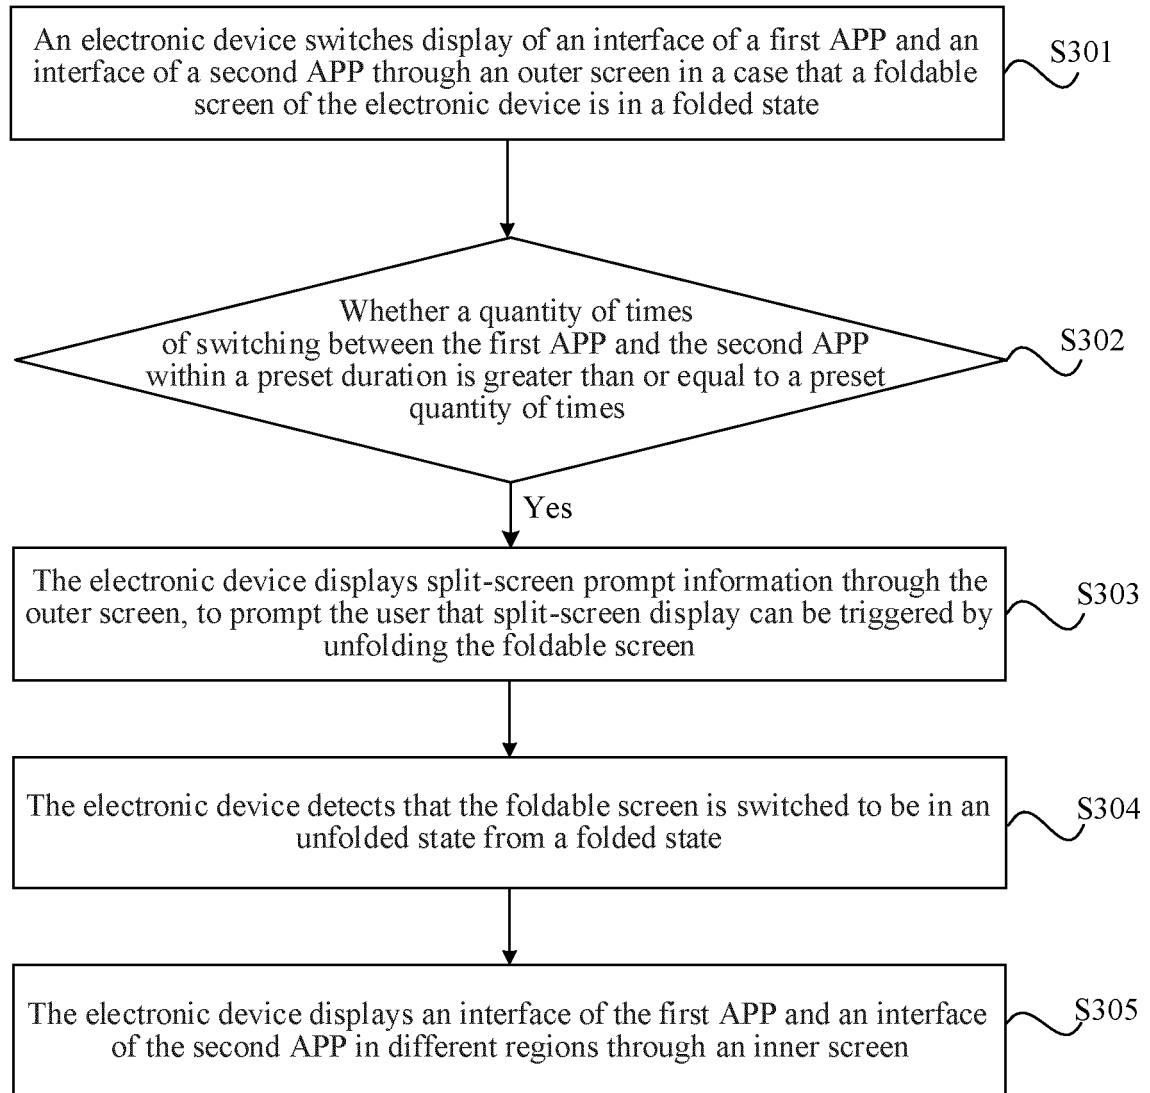 An electronic device switches display of an interface of a first APP and an
interface of a second APP through an outer screen in a case that a foldable
screen of the electronic device is in a folded state
S301
Whether a quantity of times
of switching between the first APP and the second APP
within a preset duration is greater than or equal to a preset
quantity of times
S302
Yes
The electronic device displays split-screen prompt information through the
outer screen, to prompt the user that split-screen display can be triggered by
unfolding the foldable screen
S303
The electronic device detects that the foldable screen is switched to be in an
unfolded state from a folded state
S304
The electronic device displays an interface of the first APP and an interface
of the second APP in different regions through an inner screen
S305